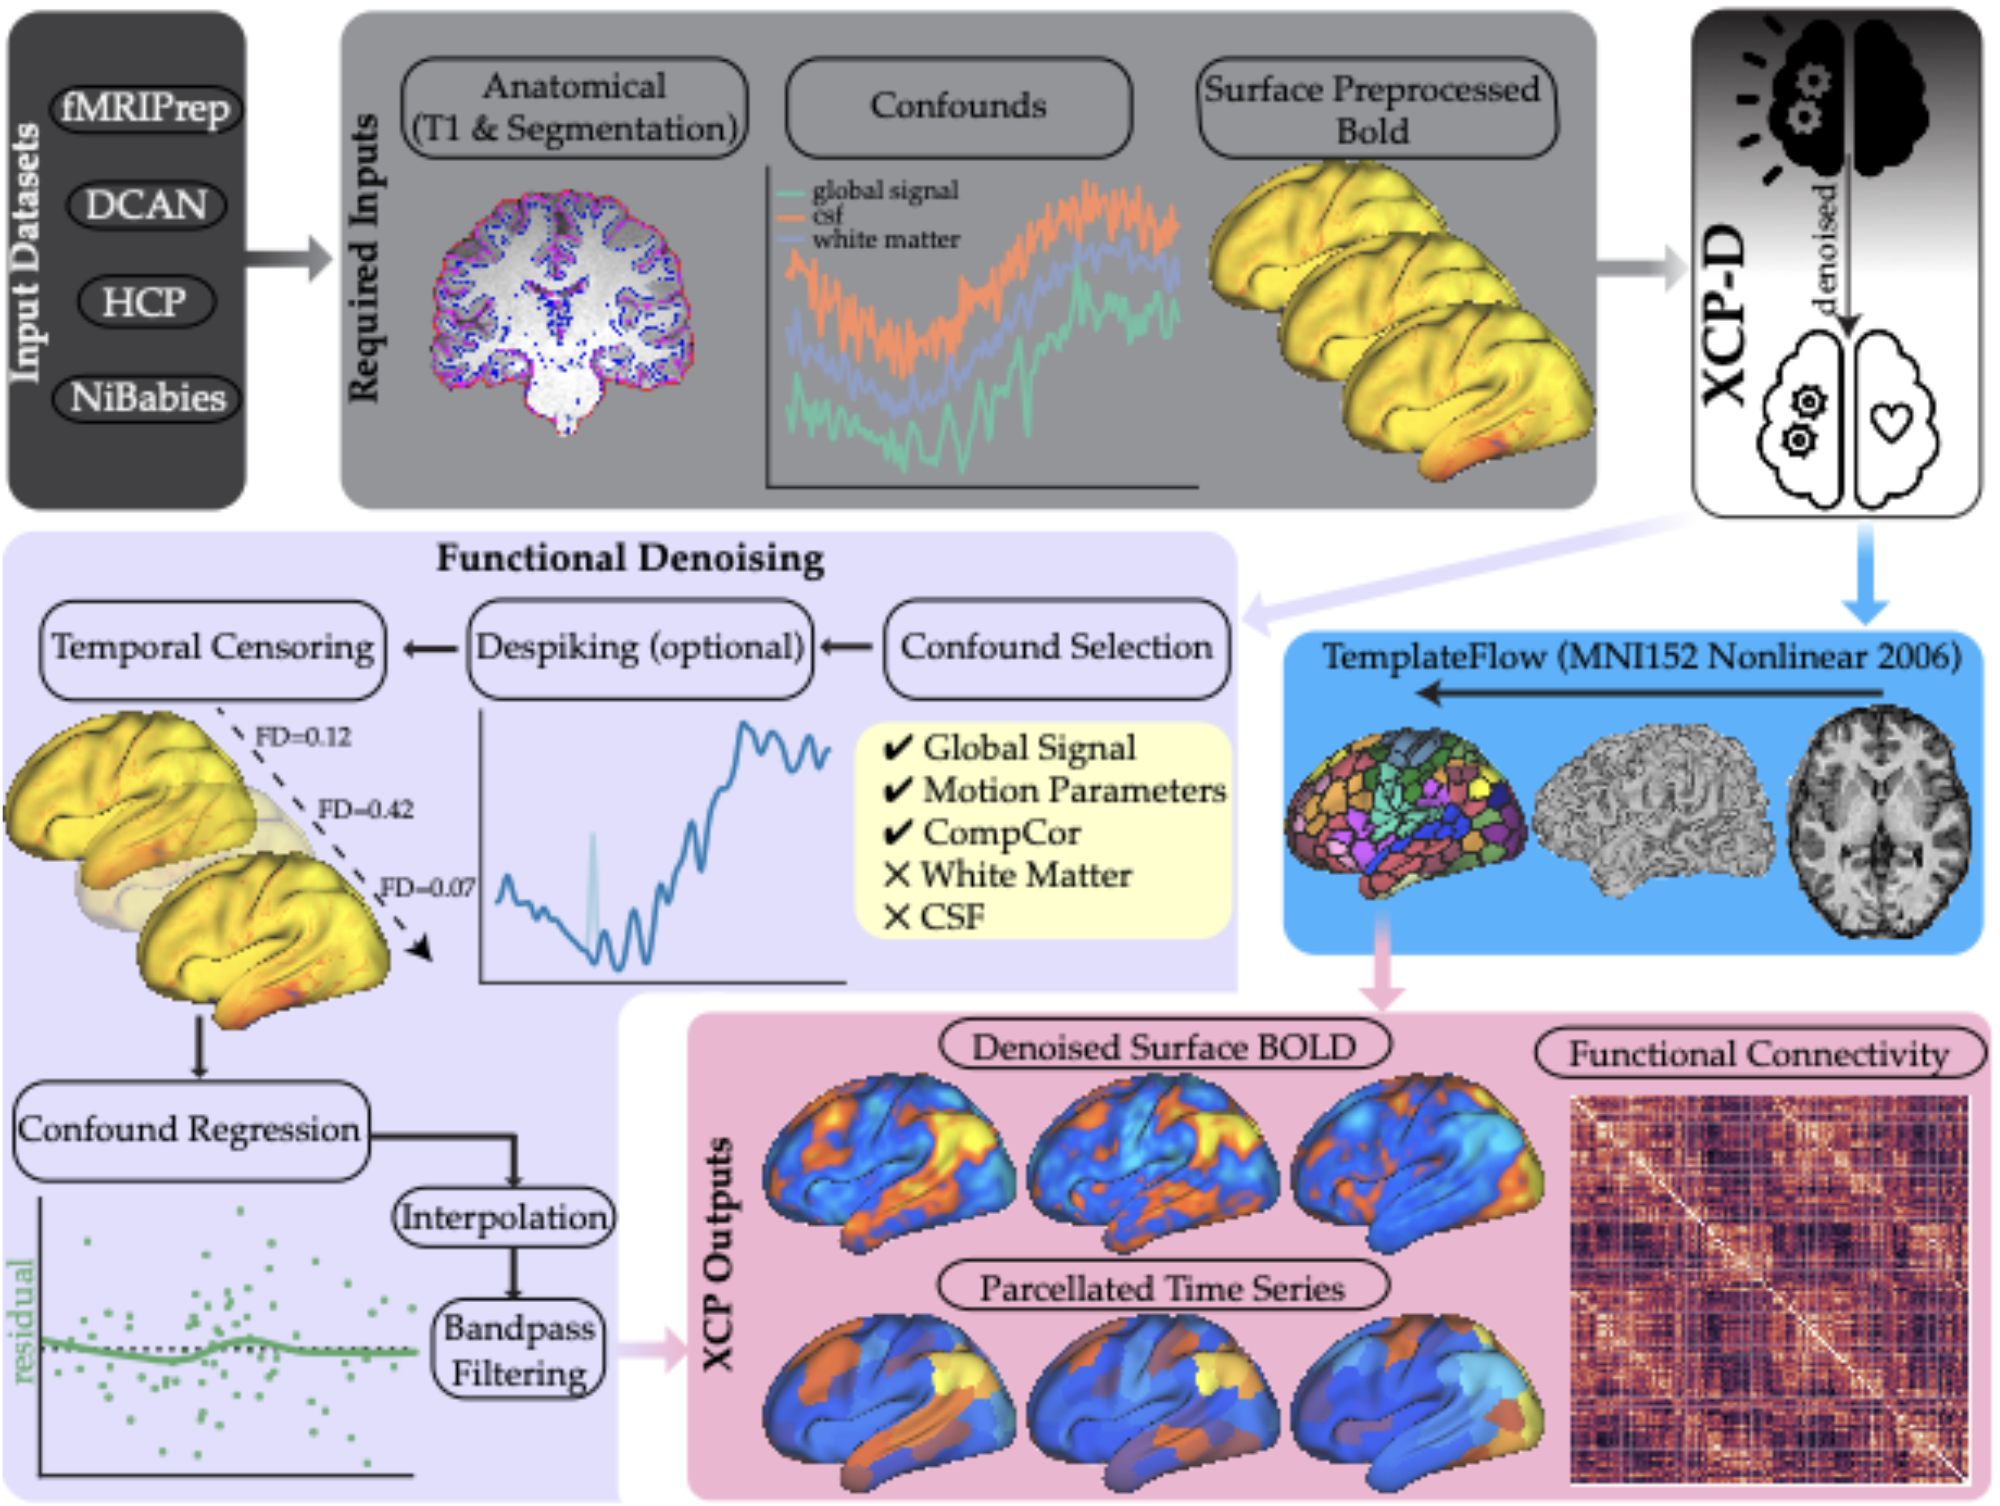 Input Datasets
fMRIPrep
DCAN
HCP
NiBabies
Required Inputs
Anatomical
(T1 & Segmentation)
Confounds
global signal
csf
white matter
Surface Preprocessed
Bold
XCP-D
denoised
Functional Denoising
Temporal Censoring
Despiking (optional)
Confound Selection
FD=0.12
FD=0.42
FD=0.07
✔ Global Signal
✔ Motion Parameters
✔ CompCor
✕ White Matter
✕ CSF
TemplateFlow (MNI152 Nonlinear 2006)
Confound Regression
residual
Interpolation
Bandpass
Filtering
XCP Outputs
Denoised Surface BOLD
Parcellated Time Series
Functional Connectivity